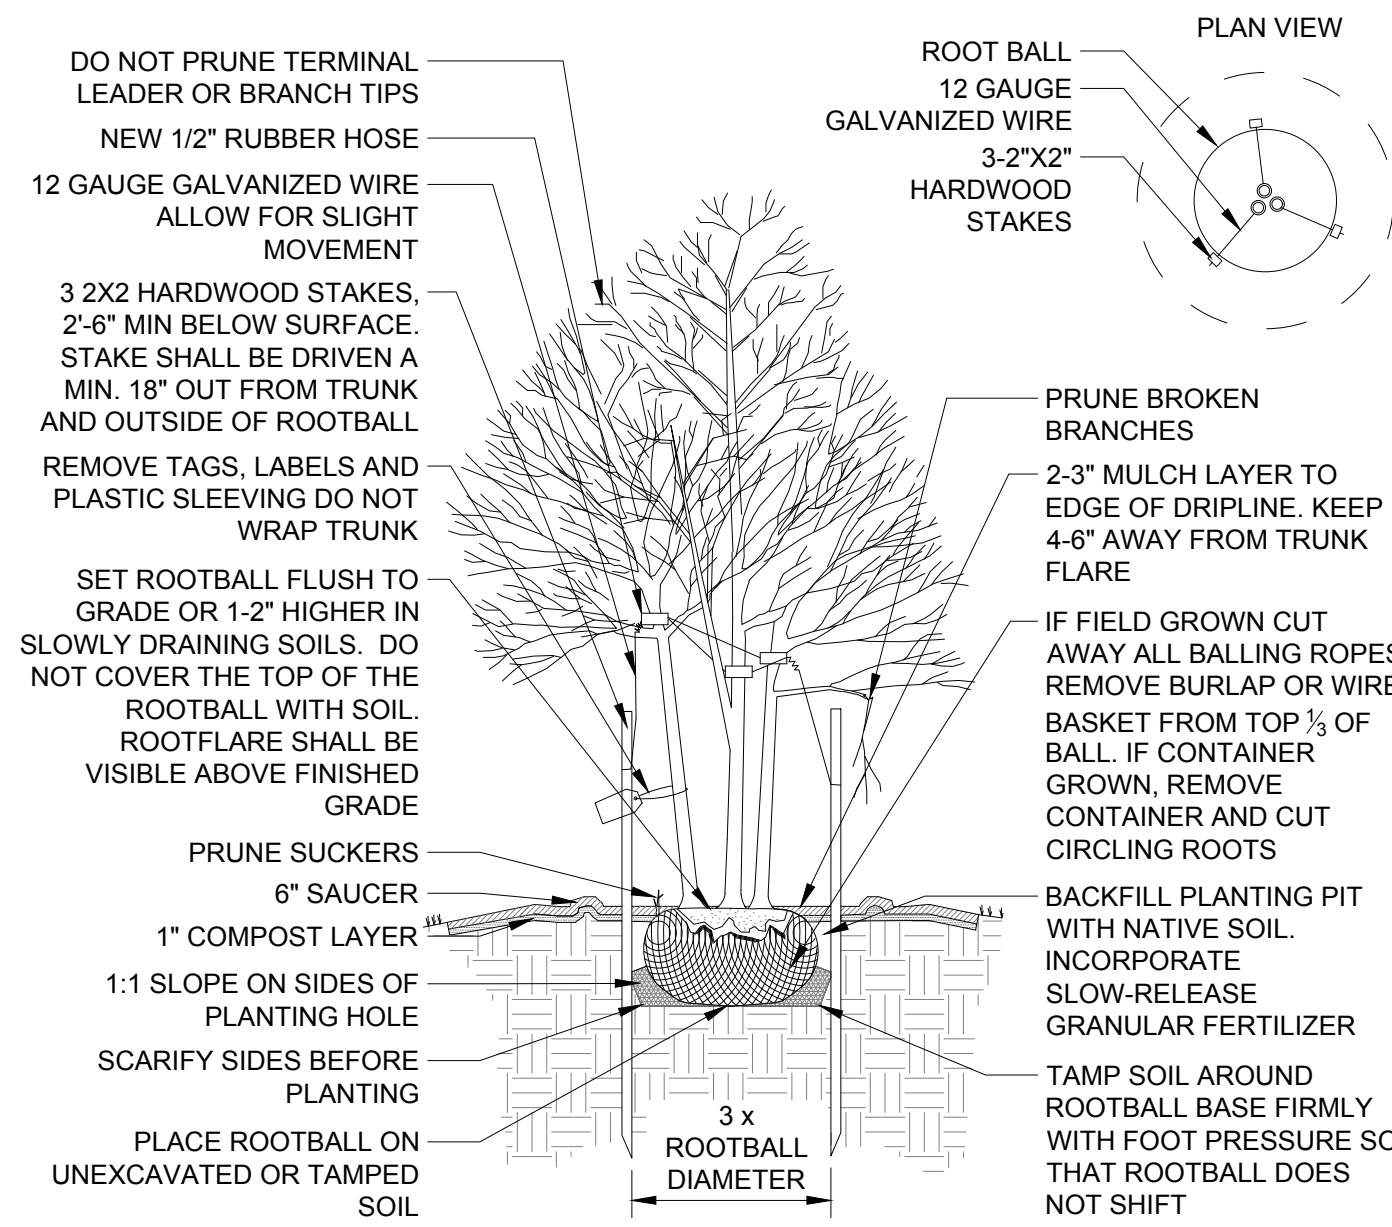 DO NOT PRUNE TERMINAL
LEADER OR BRANCH TIPS
NEW 1/2" RUBBER HOSE
12 GAUGE GALVANIZED WIRE
ALLOW FOR SLIGHT
MOVEMENT
3 2X2 HARDWOOD STAKES,
2'-6" MIN BELOW SURFACE.
STAKE SHALL BE DRIVEN A
MIN. 18" OUT FROM TRUNK
AND OUTSIDE OF ROOTBALL
REMOVE TAGS, LABELS AND
PLASTIC SLEEVING DO NOT
WRAP TRUNK
SET ROOTBALL FLUSH TO
GRADE OR 1-2" HIGHER IN
SLOWLY DRAINING SOILS. DO
NOT COVER THE TOP OF THE
ROOTBALL WITH SOIL.
ROOTFLARE SHALL BE
VISIBLE ABOVE FINISHED
GRADE
PRUNE SUCKERS
6" SAUCER
1" COMPOST LAYER
1:1 SLOPE ON SIDES OF
PLANTING HOLE
SCARIFY SIDES BEFORE
PLANTING
PLACE ROOTBALL ON
UNEXCAVATED OR TAMPED
SOIL
3 x
ROOTBALL
DIAMETER
PLAN VIEW
ROOT BALL
12 GAUGE
GALVANIZED WIRE
3-2"X2"
HARDWOOD
STAKES
PRUNE BROKEN
BRANCHES
2-3" MULCH LAYER TO
EDGE OF DRIPLINE. KEEP
4-6" AWAY FROM TRUNK
FLARE
IF FIELD GROWN CUT
AWAY ALL BALLING ROPES
REMOVE BURLAP OR WIRE
BASKET FROM TOP ⅓ OF
BALL. IF CONTAINER
GROWN, REMOVE
CONTAINER AND CUT
CIRCLING ROOTS
BACKFILL PLANTING PIT
WITH NATIVE SOIL.
INCORPORATE
SLOW-RELEASE
GRANULAR FERTILIZER
TAMP SOIL AROUND
ROOTBALL BASE FIRMLY
WITH FOOT PRESSURE SO
THAT ROOTBALL DOES
NOT SHIFT